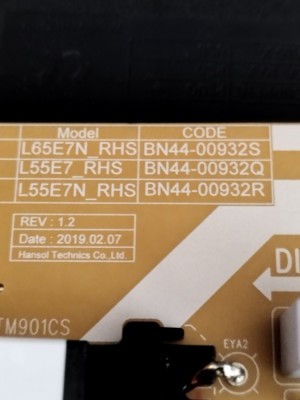 Model CODE
L65E7N_RHS BN44-00932S
L55E7_RHS BN44-00932Q
L55E7N_RHS BN44-00932R
REV : 1.2
Date : 2019.02.07
Hansol Technics Co.,Ltd.
TM901CS
DI
EYA2